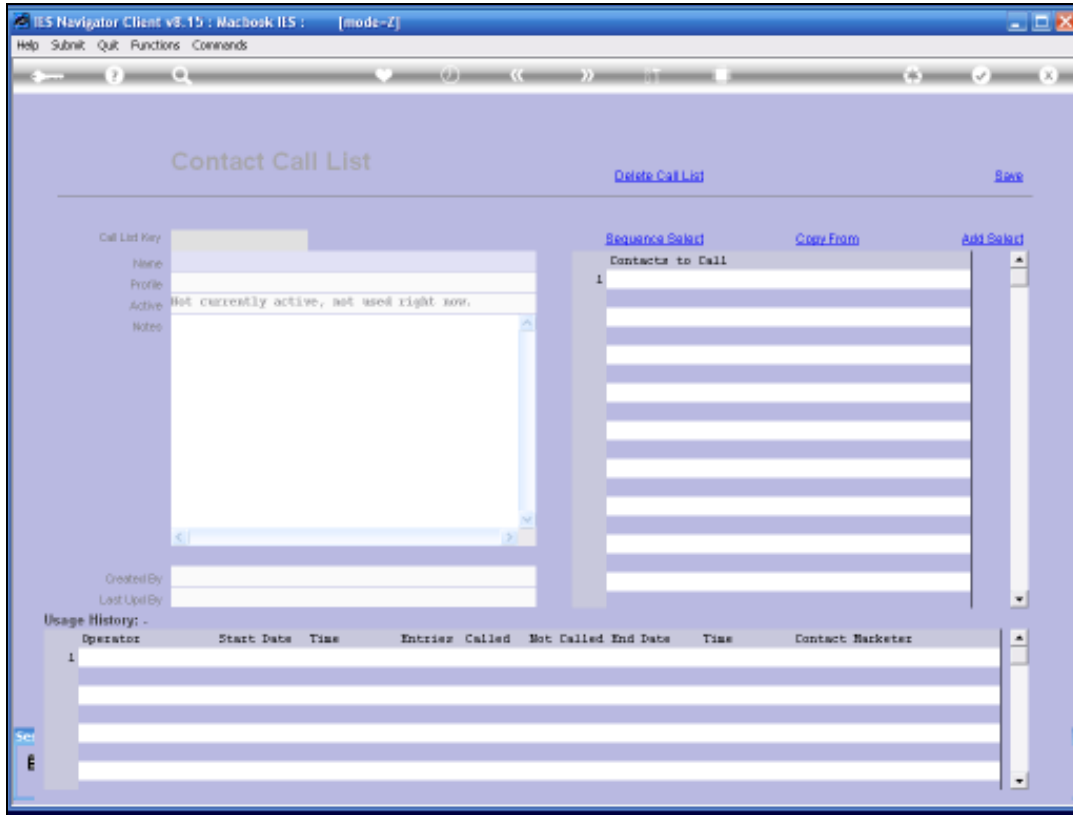 IES Navigator Client v8.15 : Macbook IES : [mode-Z]
Help Submit Quit Functions Commands
Contact Call List
Delete Call List Save
Call List Key
Sequence Select Copy From Add Select
Name
Contacts to Call
Profile
1
Active Not currently active, not used right now.
Notes
Created By
Last Upd By
Usage History: -
Operator Start Date Time Entries Called Not Called End Date Time Contact Marketer
1